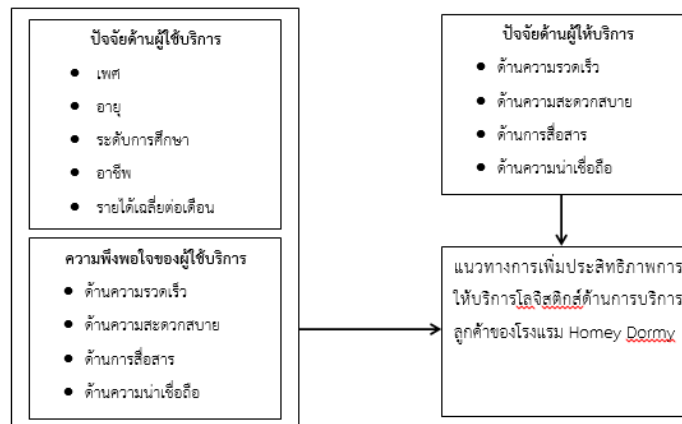 ปัจจัยด้านผู้ใช้บริการ
● เพศ
● อายุ
● ระดับการศึกษา
● อาชีพ
● รายได้เฉลี่ยต่อเดือน
ความพึงพอใจของผู้ใช้บริการ
● ด้านความรวดเร็ว
● ด้านความสะดวกสบาย
● ด้านการสื่อสาร
● ด้านความน่าเชื่อถือ
ปัจจัยด้านผู้ให้บริการ
● ด้านความรวดเร็ว
● ด้านความสะดวกสบาย
● ด้านการสื่อสาร
● ด้านความน่าเชื่อถือ
แนวทางการเพิ่มประสิทธิภาพการ
ให้บริการโลจิสติกส์ด้านการบริการ
ลูกค้าของโรงแรม Homey Dormy